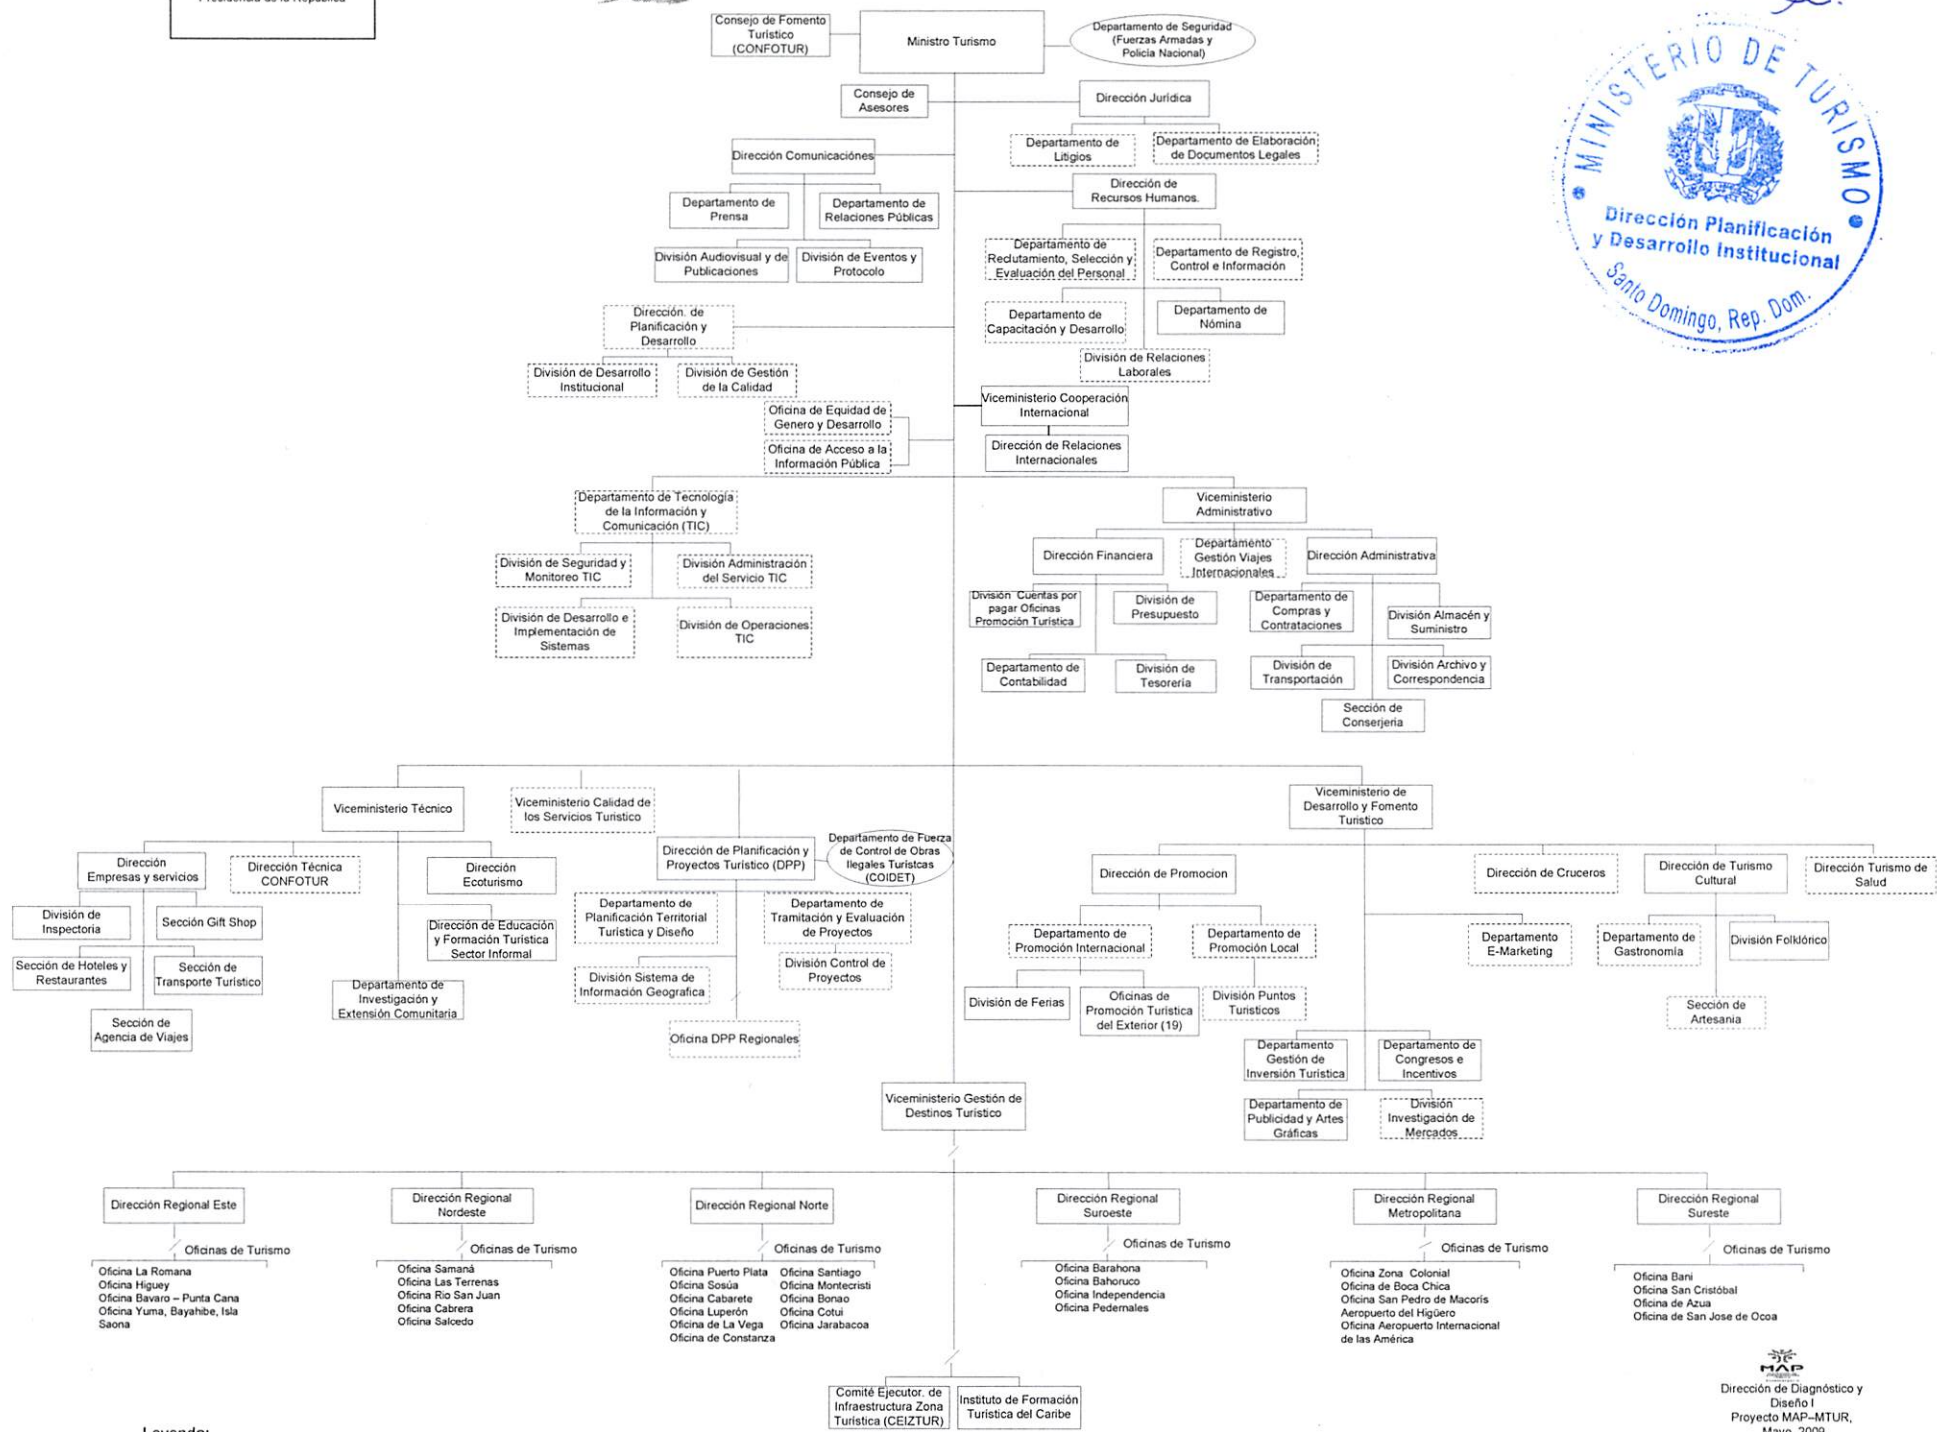 Presidencia de la República
Consejo de Fomento
Turístico
(CONFOTUR)
Ministro Turismo
Departamento de Seguridad
(Fuerzas Armadas y
Policía Nacional)
Consejo de
Asesores
Dirección Jurídica
Departamento de
Litigios
Departamento de Elaboración
de Documentos Legales
Dirección Comunicaciónes
Departamento de
Prensa
Departamento de
Relaciones Públicas
División Audiovisual y de
Publicaciones
División de Eventos y
Protocolo
Dirección de
Recursos Humanos.
Departamento de
Reclutamiento, Selección y
Evaluación del Personal
Departamento de Registro,
Control e Información
Departamento de
Capacitación y Desarrollo
Departamento de
Nómina
División de Relaciones
Laborales
Dirección. de
Planificación y
Desarrollo
División de Desarrollo
Institucional
División de Gestión
de la Calidad
Oficina de Equidad de
Genero y Desarrollo
Oficina de Acceso a la
Información Pública
Viceministerio Cooperación
Internacional
Dirección de Relaciones
Internacionales
Departamento de Tecnología
de la Información y
Comunicación (TIC)
División de Seguridad y
Monitoreo TIC
División Administración
del Servicio TIC
División de Desarrollo e
Implementación de
Sistemas
División de Operaciones
TIC
Viceministerio
Administrativo
Dirección Financiera
Departamento
Gestión Viajes
Internacionales
Dirección Administrativa
División Cuentas por
pagar Oficinas
Promoción Turística
División de
Presupuesto
Departamento de
Compras y
Contrataciones
División Almacén y
Suministro
Departamento de
Contabilidad
División de
Tesorería
División de
Transportación
División Archivo y
Correspondencia
Sección de
Conserjeria
Viceministerio Técnico
Viceministerio Calidad de
los Servicios Turistico
Viceministerio de
Desarrollo y Fomento
Turistico
Dirección
Empresas y servicios
Dirección Técnica
CONFOTUR
Dirección
Ecoturismo
División de
Inspectoria
Sección Gift Shop
Sección de Hoteles y
Restaurantes
Sección de
Transporte Turístico
Sección de
Agencia de Viajes
Dirección de Educación
y Formación Turística
Sector Informal
Departamento de
Investigación y
Extensión Comunitaria
Dirección de Planificación y
Proyectos Turístico (DPP)
Departamento de Fuerza
de Control de Obras
Ilegales Turístcas
(COIDET)
Departamento de
Planificación Territorial
Turística y Diseño
Departamento de
Tramitación y Evaluación
de Proyectos
División Sistema de
Información Geografica
División Control de
Proyectos
Oficina DPP Regionales
Dirección de Promocion
Dirección de Cruceros
Dirección de Turismo
Cultural
Dirección Turismo de
Salud
Departamento de
Promoción Internacional
Departamento de
Promoción Local
Departamento
E-Marketing
Departamento de
Gastronomía
División Folklórico
División de Ferias
Oficinas de
Promoción Turística
del Exterior (19)
División Puntos
Turisticos
Sección de
Artesania
Departamento
Gestión de
Inversión Turística
Departamento de
Congresos e
Incentivos
Departamento de
Publicidad y Artes
Gráficas
División
Investigación de
Mercados
Viceministerio Gestión de
Destinos Turístico
Dirección Regional Este
Oficinas de Turismo
Oficina La Romana
Oficina Higuey
Oficina Bavaro – Punta Cana
Oficina Yuma, Bayahibe, Isla
Saona
Dirección Regional
Nordeste
Oficinas de Turismo
Oficina Samaná
Oficina Las Terrenas
Oficina Rio San Juan
Oficina Cabrera
Oficina Salcedo
Dirección Regional Norte
Oficinas de Turismo
Oficina Puerto Plata
Oficina Sosúa
Oficina Cabarete
Oficina Luperón
Oficina de La Vega
Oficina de Constanza
Oficina Santiago
Oficina Montecristi
Oficina Bonao
Oficina Cotui
Oficina Jarabacoa
Dirección Regional
Suroeste
Oficinas de Turismo
Oficina Barahona
Oficina Bahoruco
Oficina Independencia
Oficina Pedernales
Dirección Regional
Metropolitana
Oficinas de Turismo
Oficina Zona Colonial
Oficina de Boca Chica
Oficina San Pedro de Macorís
Aeropuerto del Higüero
Oficina Aeropuerto Internacional
de las América
Dirección Regional
Sureste
Oficinas de Turismo
Oficina Bani
Oficina San Cristóbal
Oficina de Azua
Oficina de San Jose de Ocoa
Comité Ejecutor. de
Infraestructura Zona
Turística (CEIZTUR)
Instituto de Formación
Turística del Caribe
MINISTERIO DE TURISMO
Dirección Planificación
y Desarrollo Institucional
Santo Domingo, Rep. Dom.
MAP
Dirección de Diagnóstico y
Diseño I
Proyecto MAP–MTUR,
Mayo, 2009
Leyenda: